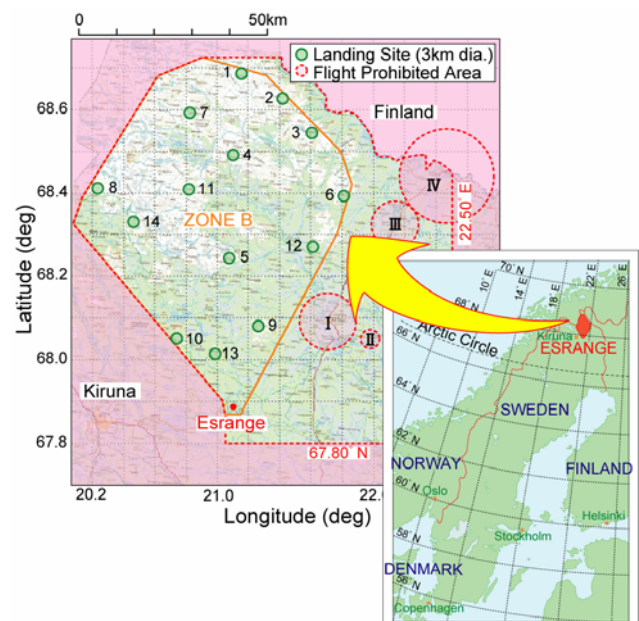 0 50km
Landing Site (3km dia.)
Flight Prohibited Area
68.6
68.4
68.2
68.0
67.8
Latitude (deg)
1
2
3
7
4
8
11
6
14
ZONE B
5
12
9
10
13
Finland
IV
III
I
II
22.50 E
Kiruna
Esrange
67.80 N
20.2 21.0 22.0
Longitude (deg)
70˚ N
68˚ N
66˚ N
64˚ N
62˚ N
60˚ N
58˚ N
56˚ N
10˚ E
14˚ E
18˚ E
22˚ E
26˚ E
Arctic Circle
Kiruna
ESRANGE
SWEDEN
NORWAY
FINLAND
Oslo
Helsinki
Stockholm
DENMARK
Copenhagen